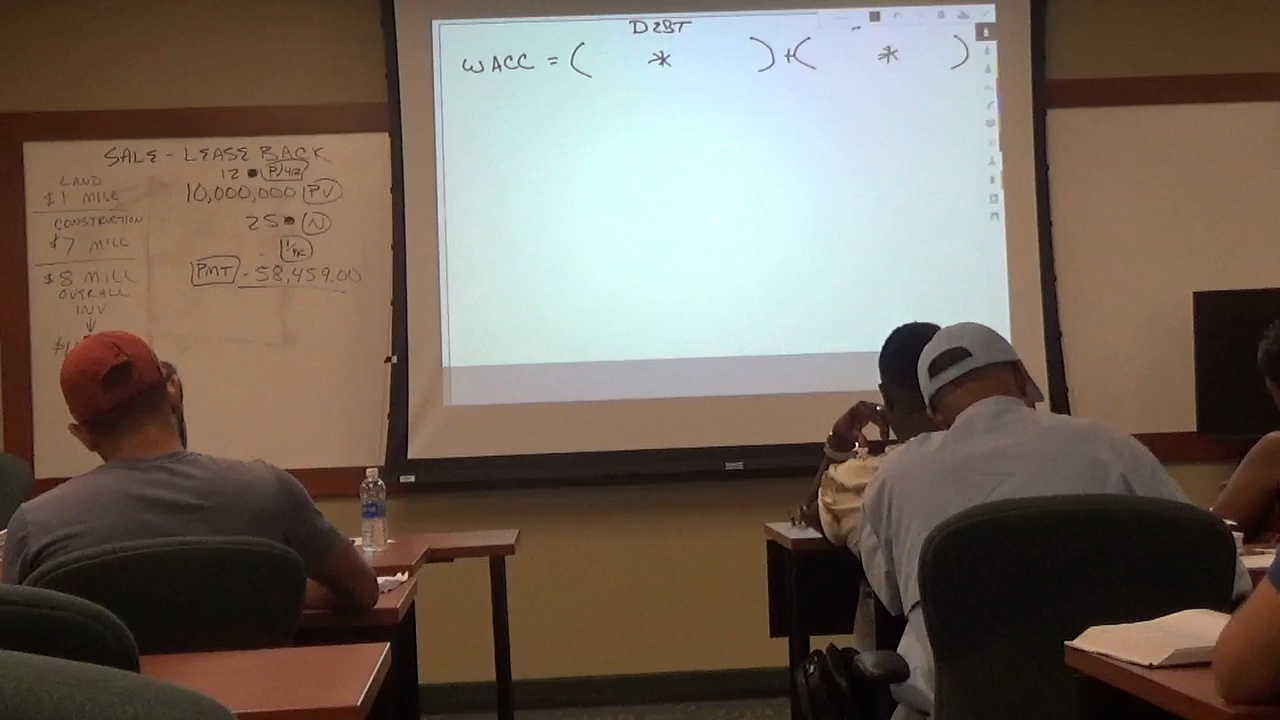 SALE - LEASE BACK
LAND
$1 MILL
CONSTRUCTION
$7 MILL
$8 MILL
OVERALL
INV
12 P/YR
10,000,000 PV
25 N
I/YR
PMT - 58,459.00
DEBT
WACC = ( * ) + ( * )